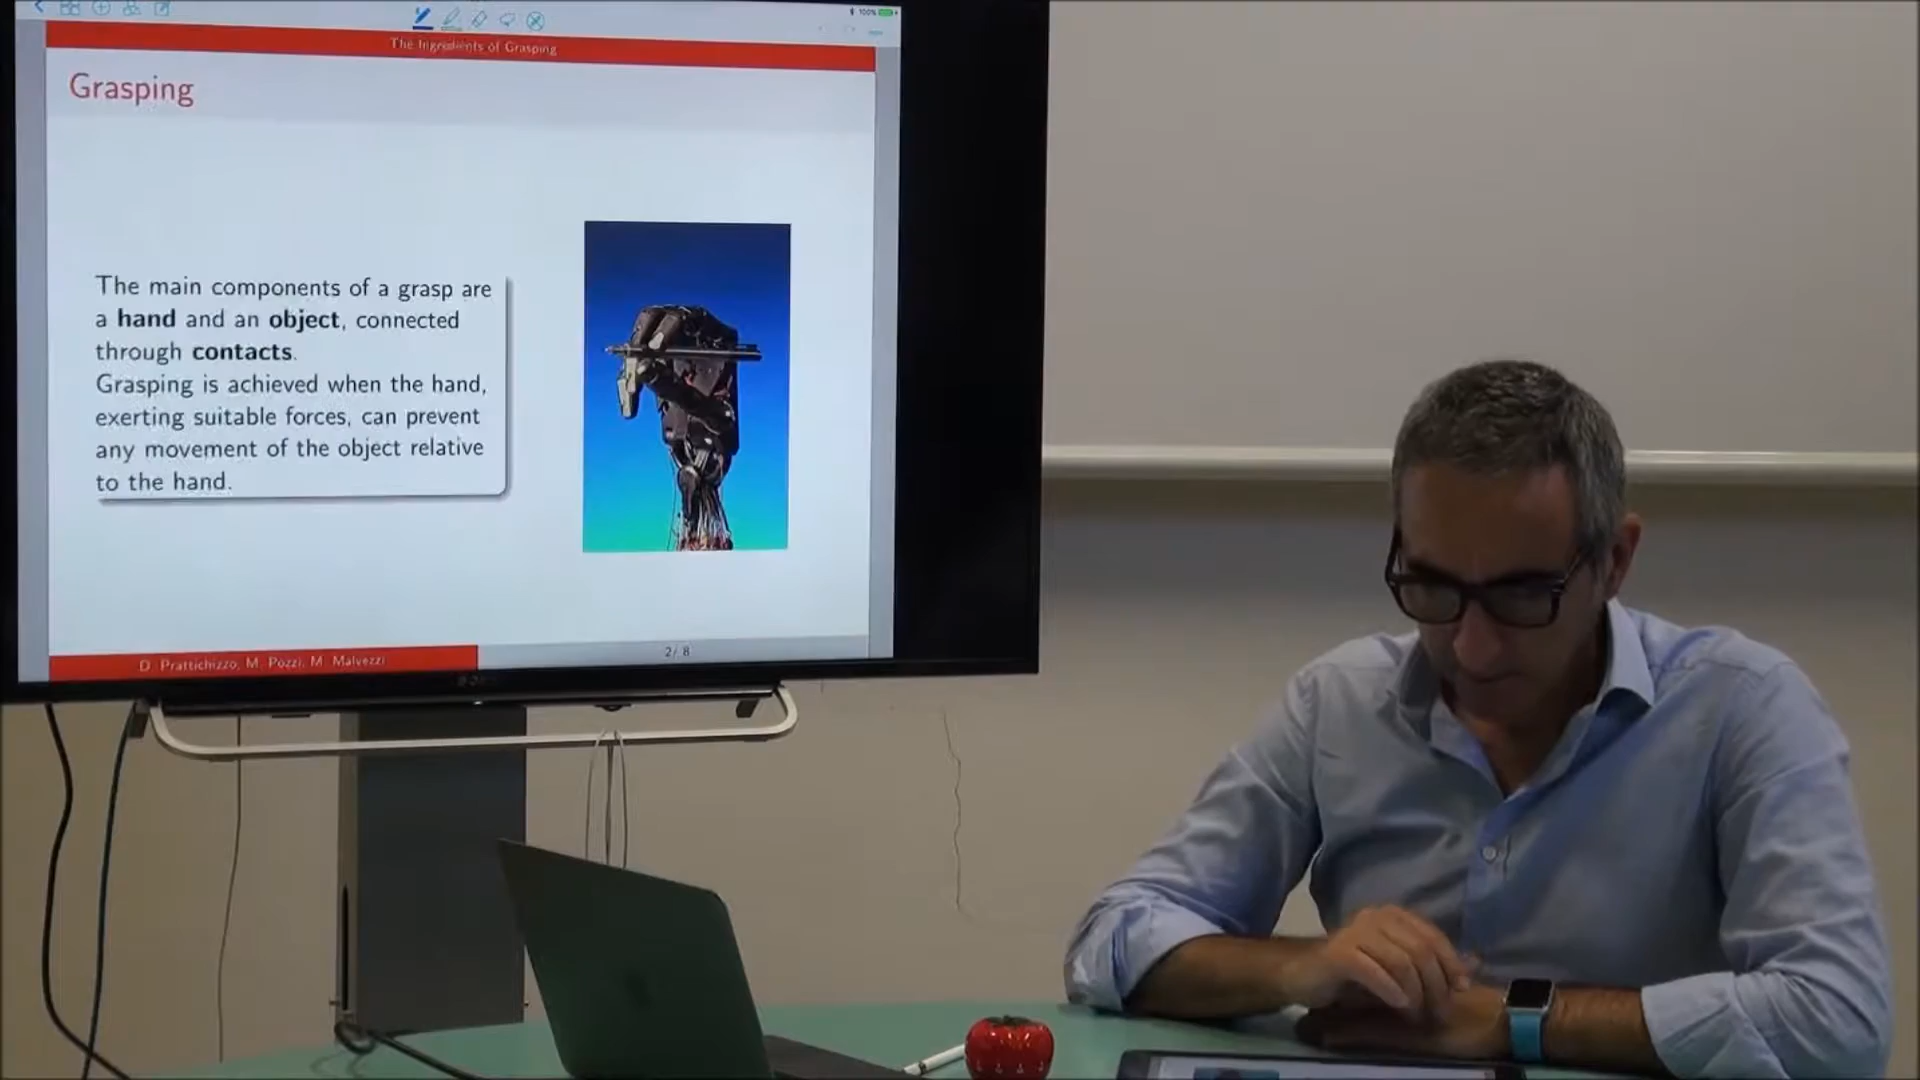 100%
The Ingredients of Grasping
Grasping
The main components of a grasp are
a hand and an object, connected
through contacts.
Grasping is achieved when the hand,
exerting suitable forces, can prevent
any movement of the object relative
to the hand.
D. Prattichizzo, M. Pozzi, M. Malvezzi
2/ 8